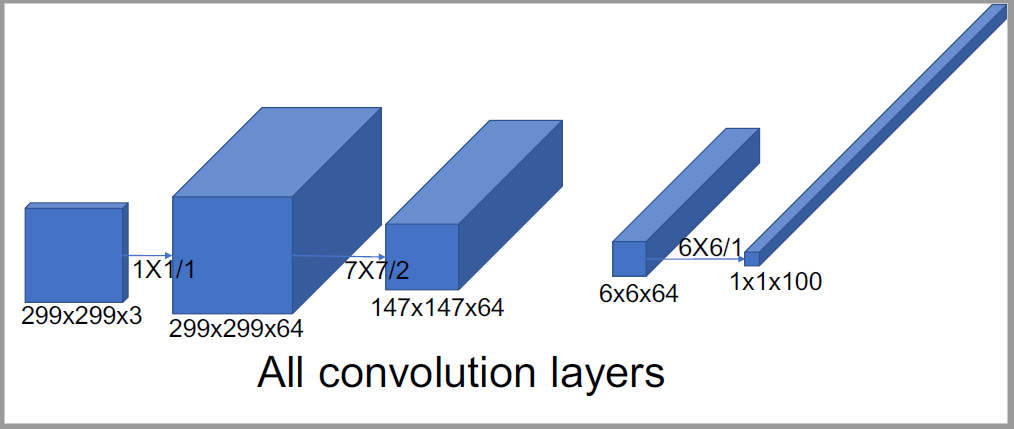 1X1/1
7X7/2
6X6/1
299x299x3
299x299x64
147x147x64
6x6x64
1x1x100
All convolution layers